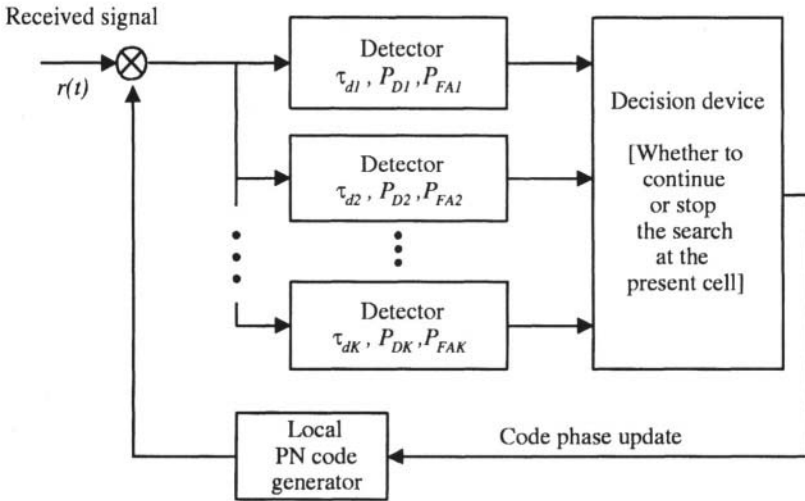 Received signal
r(t)
Detector
τd1 , PD1 , PFA1
Detector
τd2 , PD2 , PFA2
Detector
τdK , PDK , PFAK
Decision device
[Whether to
continue
or stop
the search
at the
present cell]
Local
PN code
generator
Code phase update